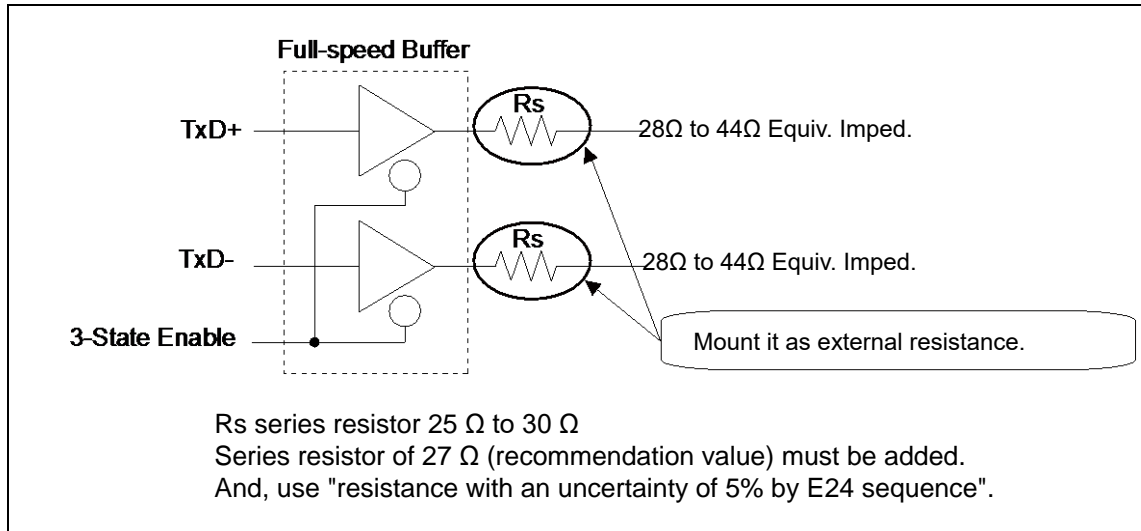 Full-speed Buffer
Rs
TxD+
28Ω to 44Ω Equiv. Imped.
Rs
TxD-
28Ω to 44Ω Equiv. Imped.
3-State Enable
Mount it as external resistance.
Rs series resistor 25 Ω to 30 Ω
Series resistor of 27 Ω (recommendation value) must be added.
And, use "resistance with an uncertainty of 5% by E24 sequence".